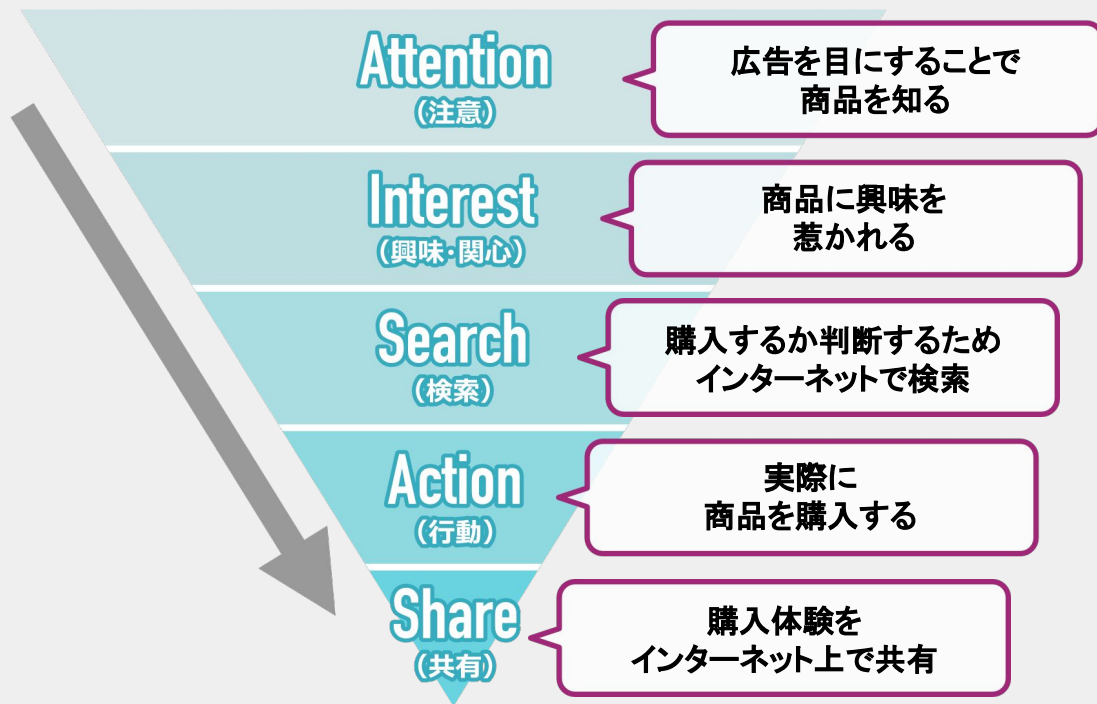 Attention
(注意)
広告を目にすることで
商品を知る
Interest
(興味・関心)
商品に興味を
惹かれる
Search
(検索)
購入するか判断するため
インターネットで検索
Action
(行動)
実際に
商品を購入する
Share
(共有)
購入体験を
インターネット上で共有